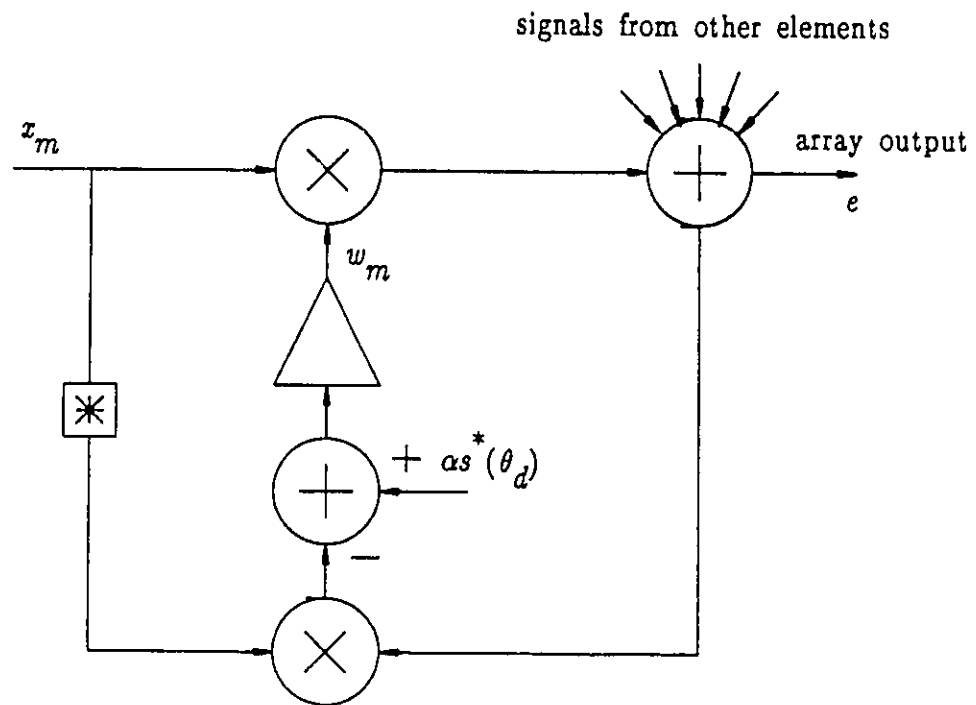 signals from other elements
x_m
array output
e
w_m
+ αs*(θ_d)
−